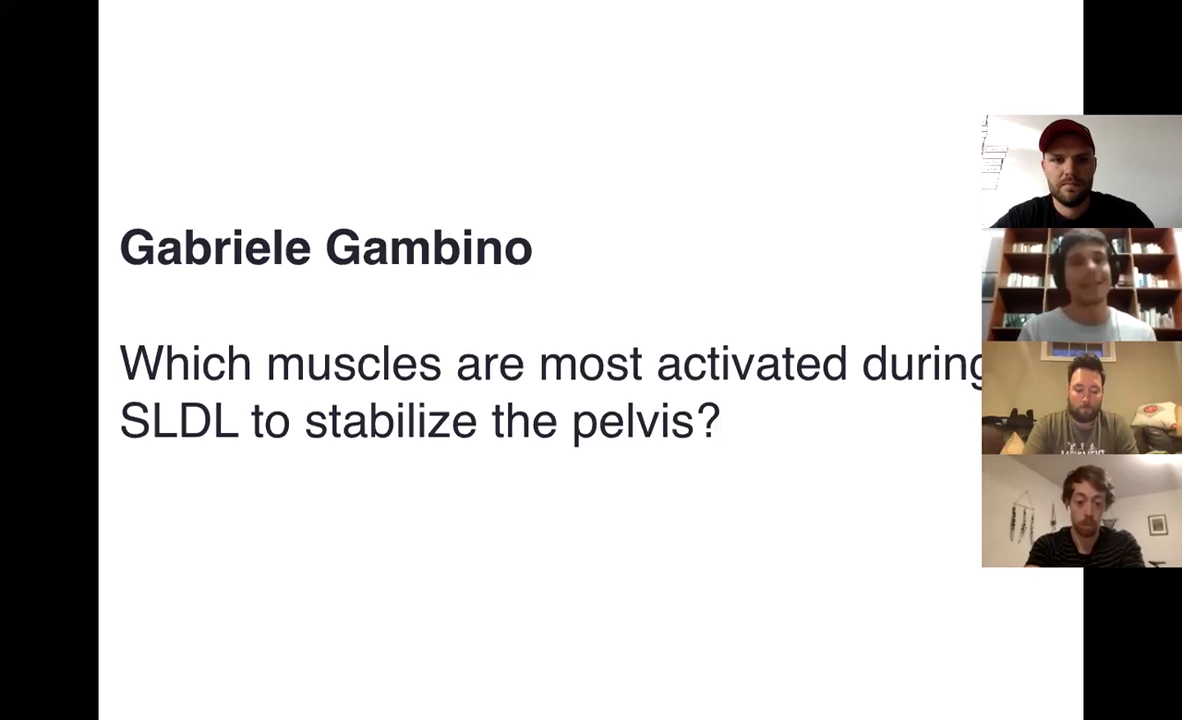 Gabriele Gambino
Which muscles are most activated during
SLDL to stabilize the pelvis?